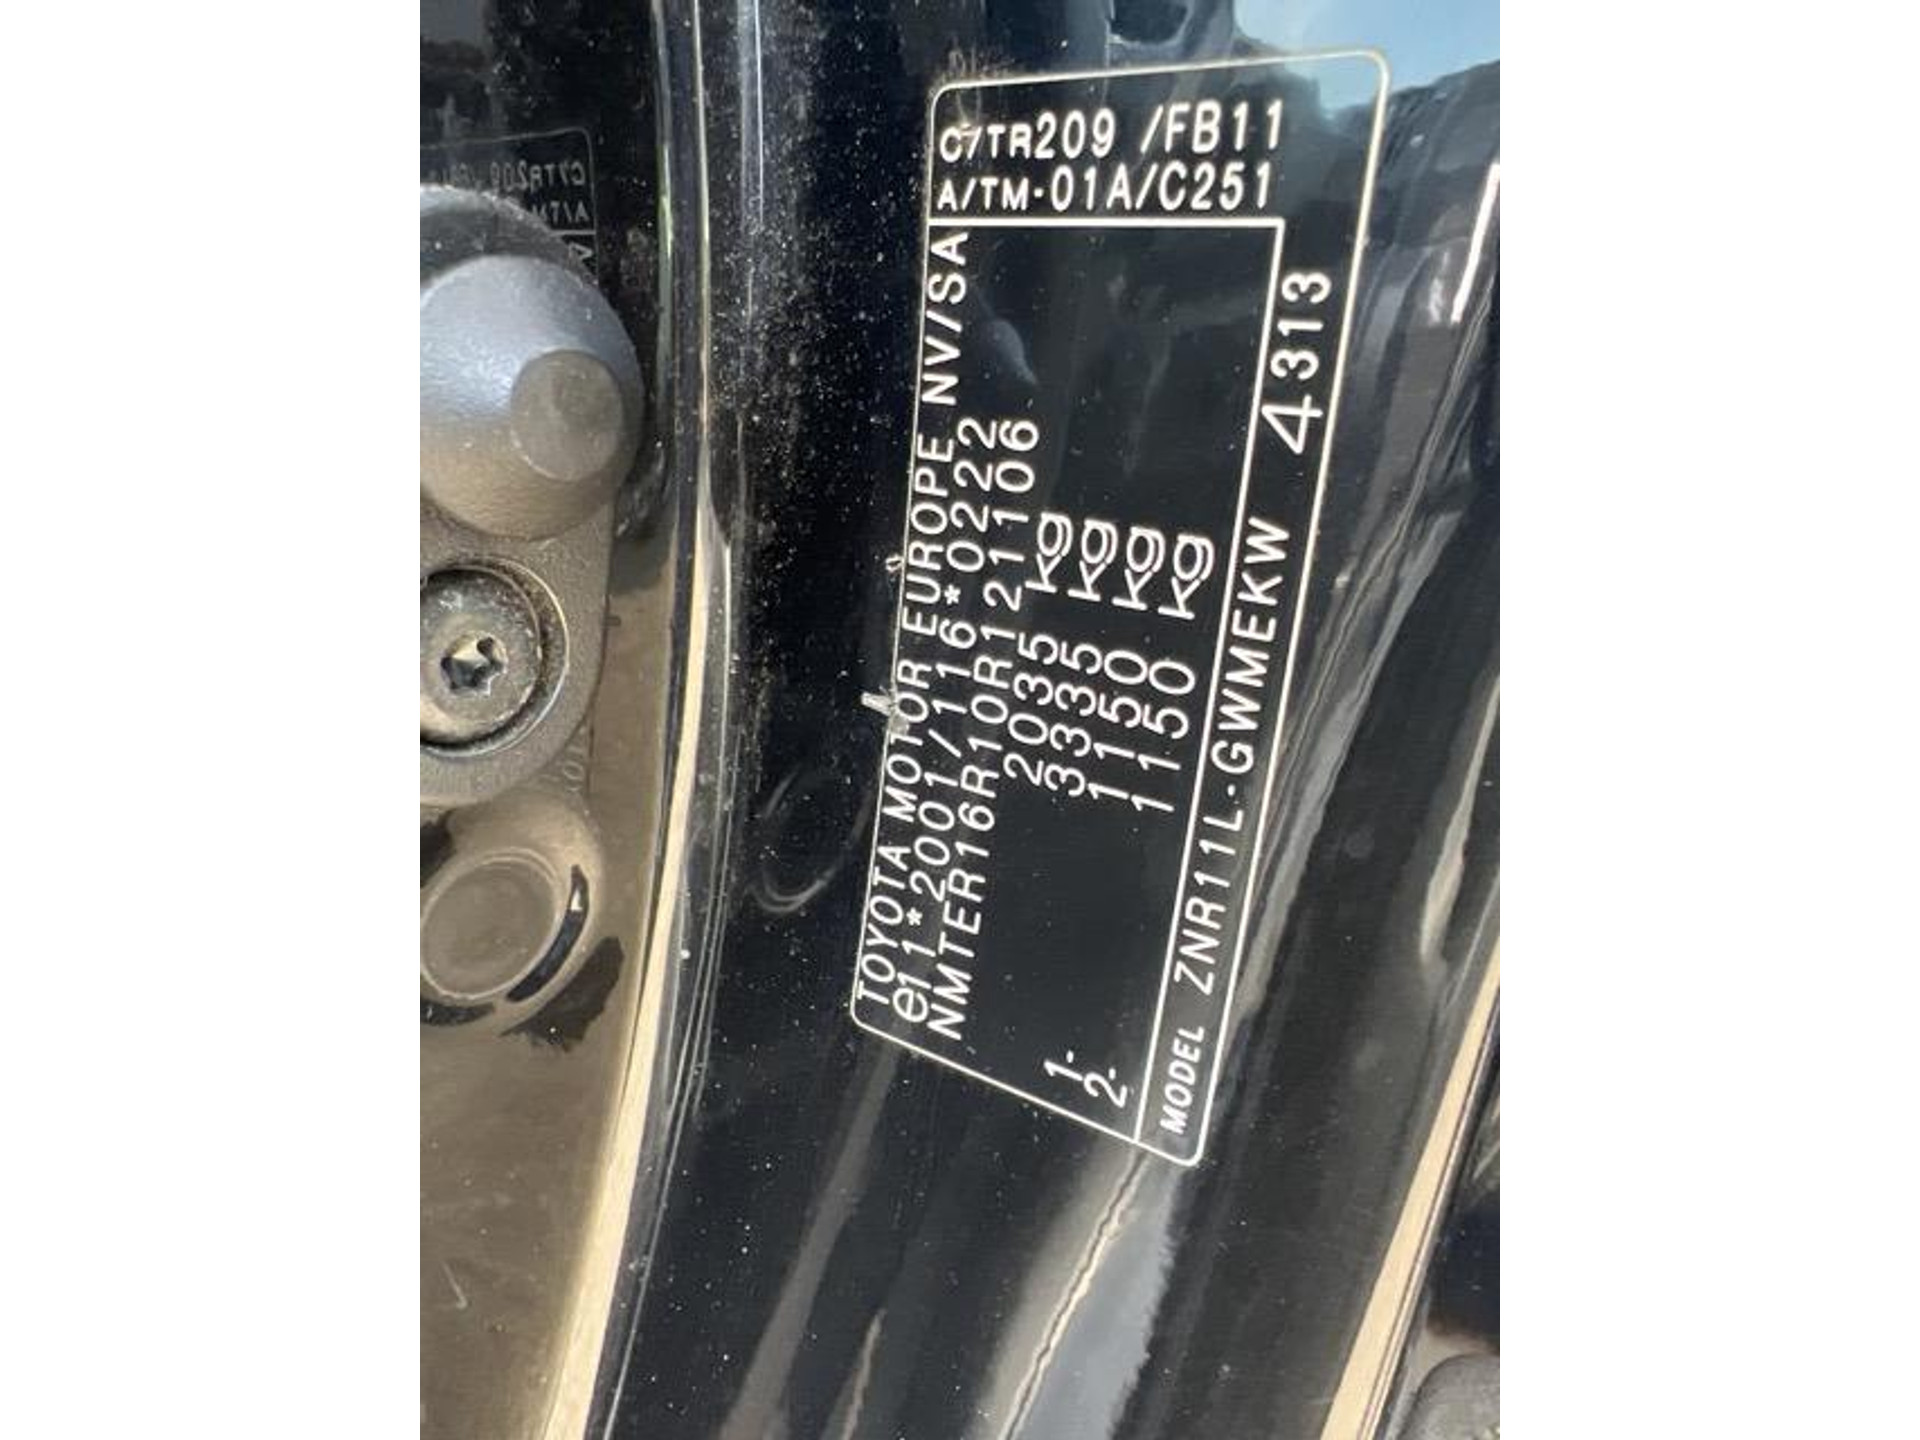 TOYOTA MOTOR EUROPE NV/SA
e11*2001/116*0222
NMTER16R10R121106
2035 kg
3335 kg
1- 1150 kg
2- 1150 kg
MODEL ZNR11L-GWMEKW 4313
C/TR209 /FB11
A/TM-01A/C251